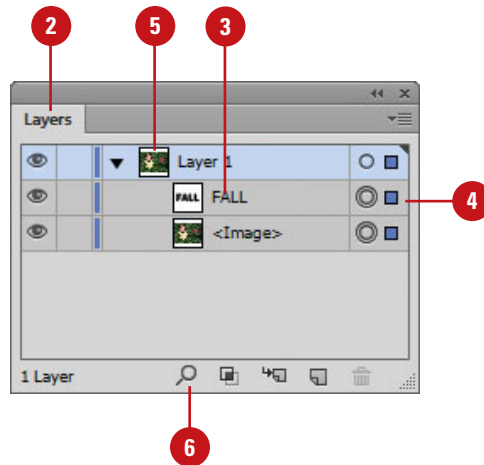 2 5 3
Layers
Layer 1
FALL FALL
4
<Image>
1 Layer
6